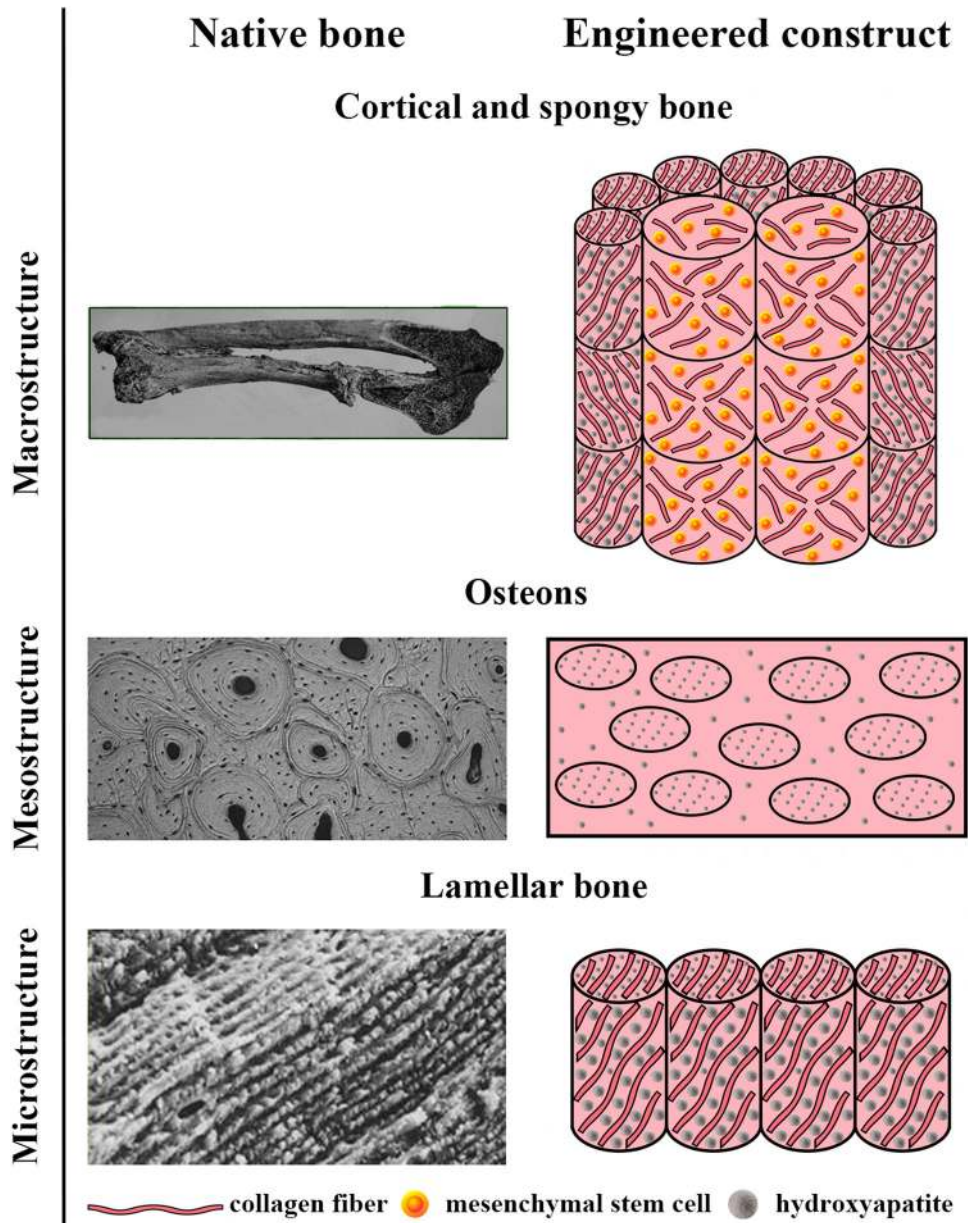 Native bone
Engineered construct
Cortical and spongy bone
Macrostructure
Osteons
Mesostructure
Lamellar bone
Microstructure
collagen fiber
mesenchymal stem cell
hydroxyapatite